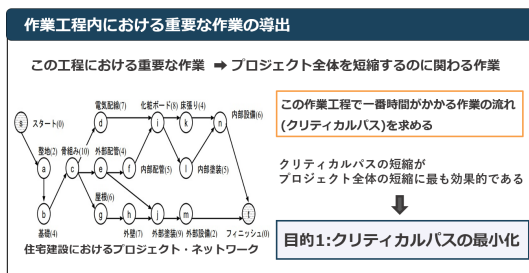 作業工程内における重要な作業の導出
この工程における重要な作業 ➡ プロジェクト全体を短縮するのに関わる作業
電気配線(7)
化粧ボード(8)
床張り(4)
s
スタート(0)
d
i
k
n
内部設備(6)
整地(2)
骨組み(10)
外部配管(4)
a
c
e
f
内部配管(5)
l
内部塗装(5)
屋根(6)
b
g
h
j
m
t
基礎(4)
外壁(7)
外部塗装(9)
外部設備(2)
フィニッシュ(0)
住宅建設におけるプロジェクト・ネットワーク
この作業工程で一番時間がかかる作業の流れ
(クリティカルパス)を求める
クリティカルパスの短縮が
プロジェクト全体の短縮に最も効果的である
目的1:クリティカルパスの最小化